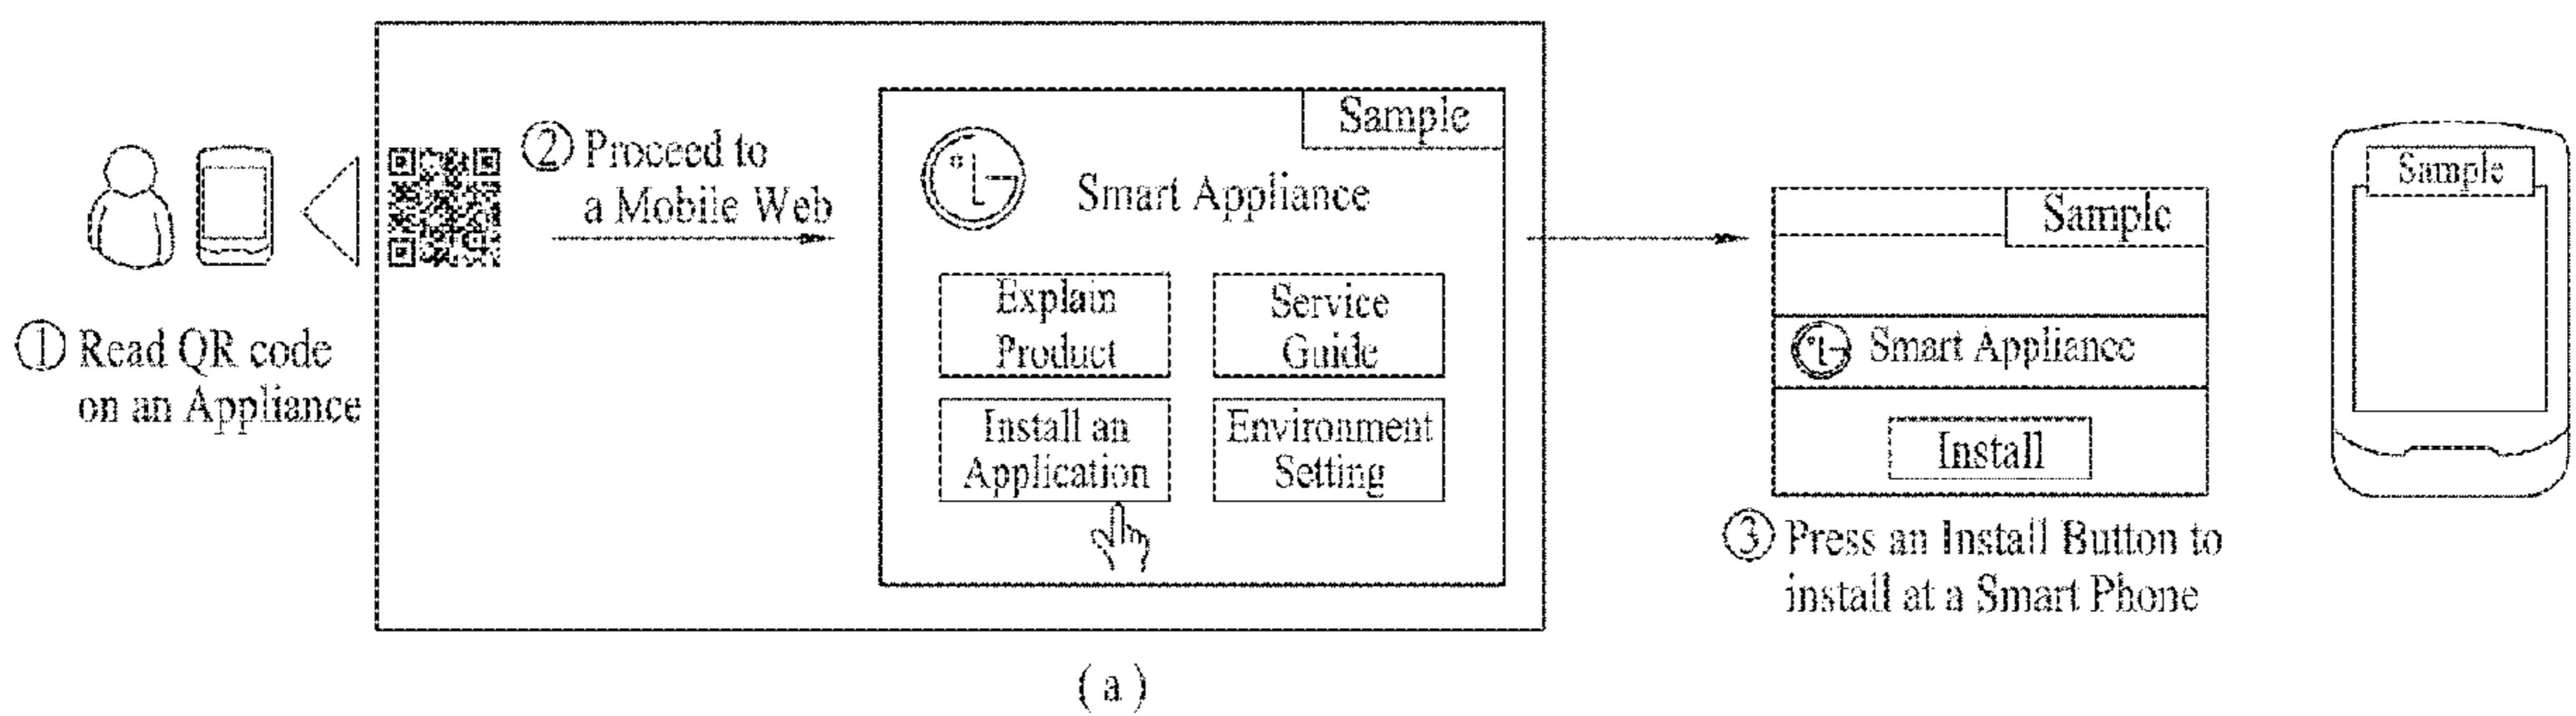 ① Read QR code
on an Appliance
② Proceed to
a Mobile Web
Sample
Smart Appliance
Explain
Product
Service
Guide
Install an
Application
Environment
Setting
Sample
Smart Appliance
Install
③ Press an Install Button to
install at a Smart Phone
Sample
( a )